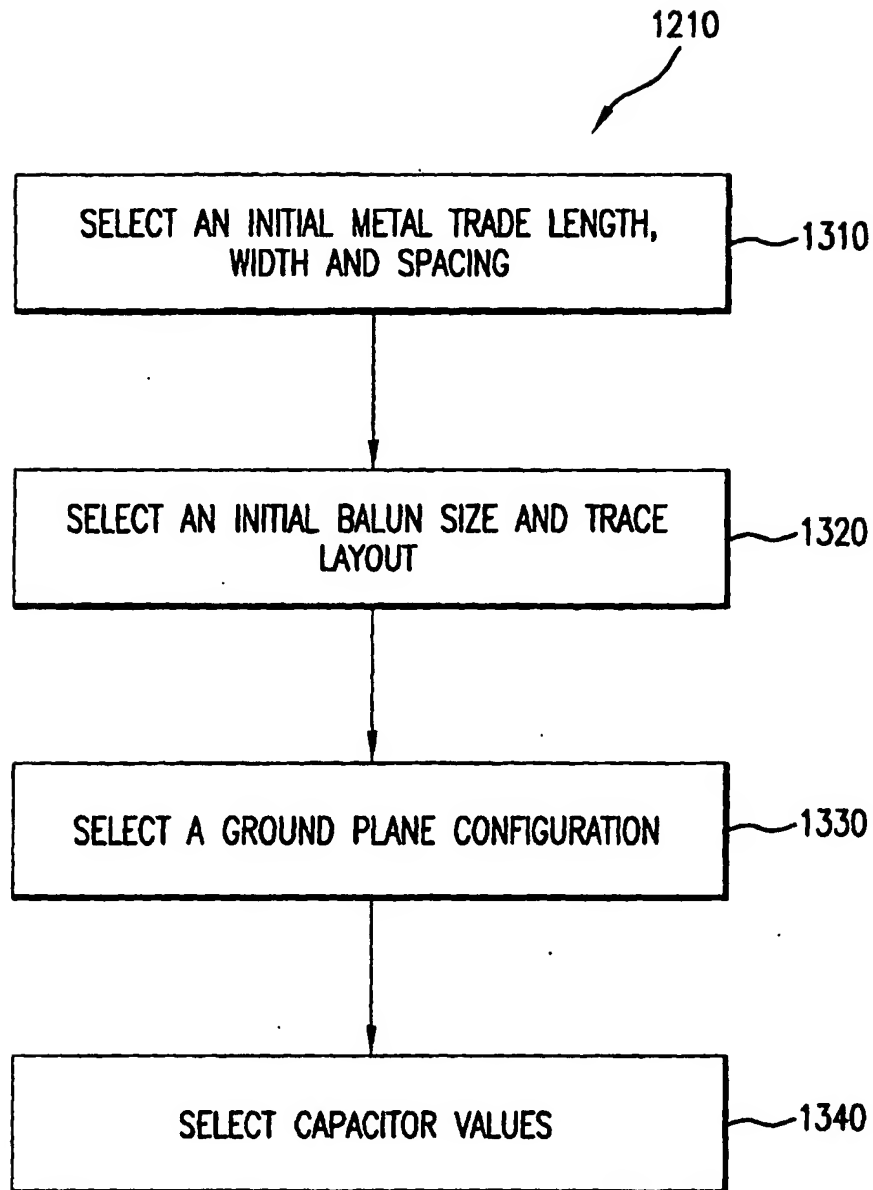 1210
SELECT AN INITIAL METAL TRADE LENGTH,
WIDTH AND SPACING
1310
SELECT AN INITIAL BALUN SIZE AND TRACE
LAYOUT
1320
SELECT A GROUND PLANE CONFIGURATION
1330
SELECT CAPACITOR VALUES
1340